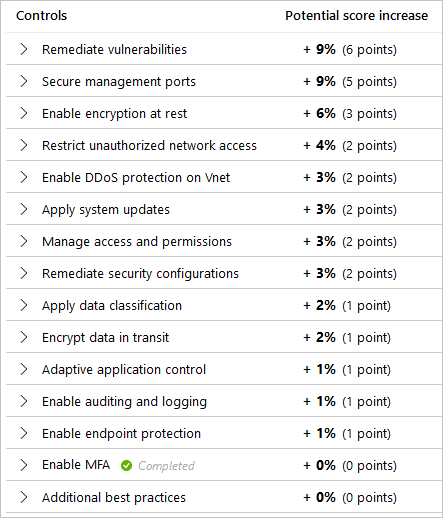 Controls Potential score increase
Remediate vulnerabilities + 9% (6 points)
Secure management ports + 9% (5 points)
Enable encryption at rest + 6% (3 points)
Restrict unauthorized network access + 4% (2 points)
Enable DDoS protection on Vnet + 3% (2 points)
Apply system updates + 3% (2 points)
Manage access and permissions + 3% (2 points)
Remediate security configurations + 3% (2 points)
Apply data classification + 2% (1 point)
Encrypt data in transit + 2% (1 point)
Adaptive application control + 1% (1 point)
Enable auditing and logging + 1% (1 point)
Enable endpoint protection + 1% (1 point)
Enable MFA Completed + 0% (0 points)
Additional best practices + 0% (0 points)